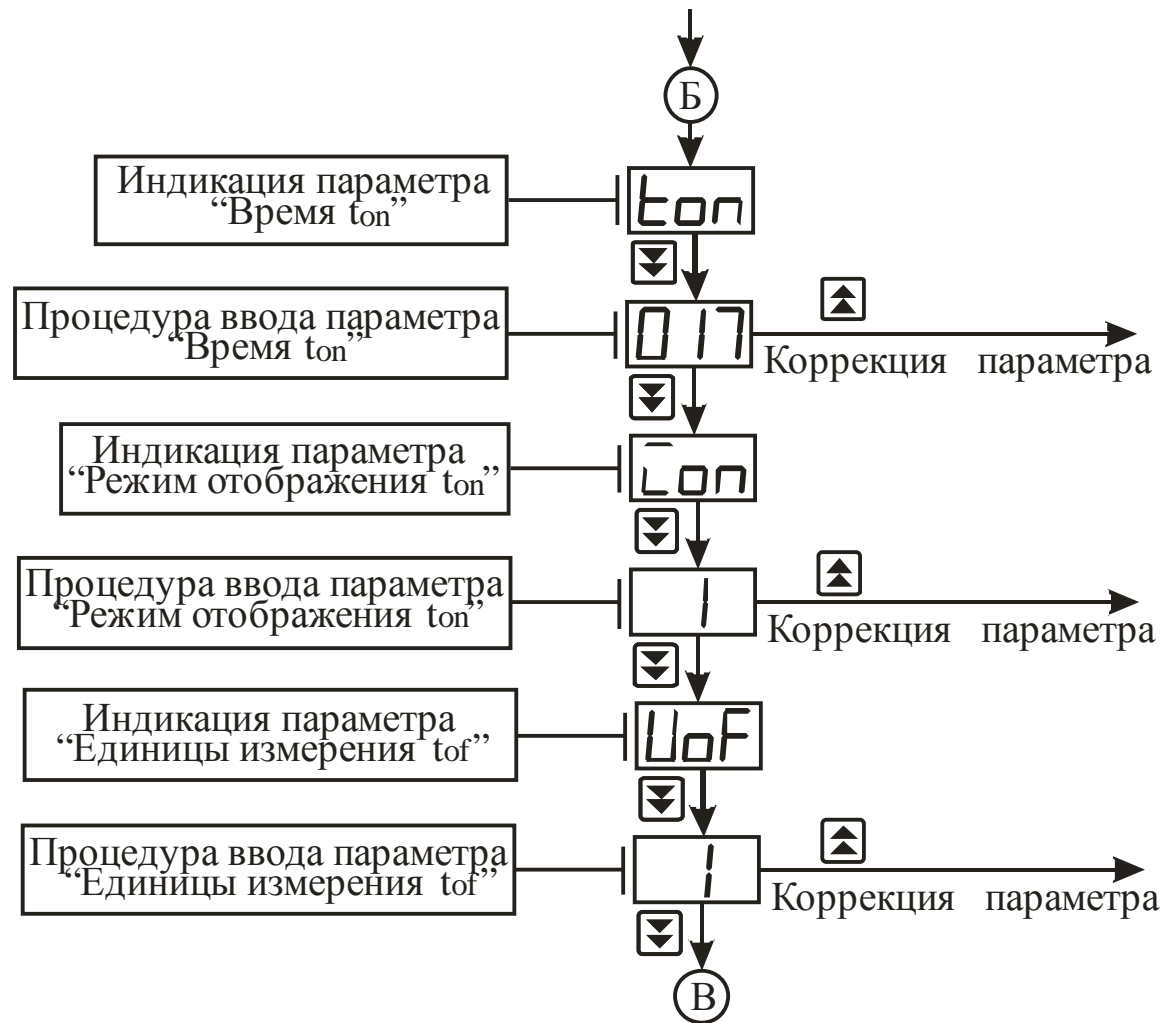 Б
Индикация параметра
“Время ton”
ton
Процедура ввода параметра
“Время ton”
017
Коррекция параметра
Индикация параметра
“Режим отображения ton”
on
Процедура ввода параметра
“Режим отображения ton”
1
Коррекция параметра
Индикация параметра
“Единицы измерения tof”
UoF
Процедура ввода параметра
“Единицы измерения tof”
1
Коррекция параметра
В